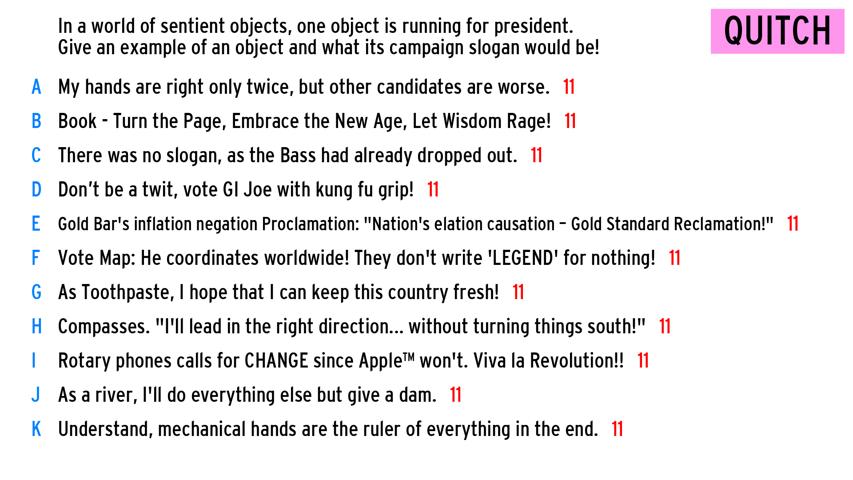 In a world of sentient objects, one object is running for president.
Give an example of an object and what its campaign slogan would be!
QUITCH
A My hands are right only twice, but other candidates are worse. 11
B Book - Turn the Page, Embrace the New Age, Let Wisdom Rage! 11
C There was no slogan, as the Bass had already dropped out. 11
D Don't be a twit, vote GI Joe with kung fu grip! 11
E Gold Bar's inflation negation Proclamation: "Nation's elation causation – Gold Standard Reclamation!" 11
F Vote Map: He coordinates worldwide! They don't write 'LEGEND' for nothing! 11
G As Toothpaste, I hope that I can keep this country fresh! 11
H Compasses. "I'll lead in the right direction... without turning things south!" 11
I Rotary phones calls for CHANGE since Apple™ won't. Viva la Revolution!! 11
J As a river, I'll do everything else but give a dam. 11
K Understand, mechanical hands are the ruler of everything in the end. 11